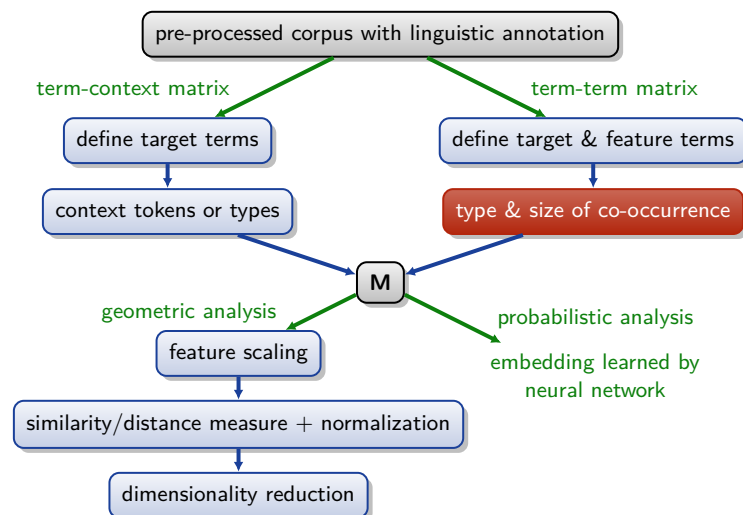 pre-processed corpus with linguistic annotation
term-context matrix
term-term matrix
define target terms
define target & feature terms
context tokens or types
type & size of co-occurrence
M
geometric analysis
probabilistic analysis
feature scaling
embedding learned by
neural network
similarity/distance measure + normalization
dimensionality reduction